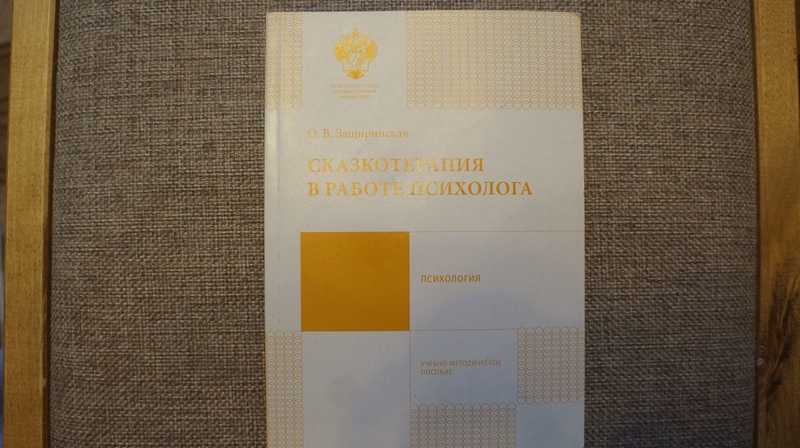 О. В. Защиринская
СКАЗКОТЕРАПИЯ
В РАБОТЕ ПСИХОЛОГА
ПСИХОЛОГИЯ
УЧЕБНО-МЕТОДИЧЕСКОЕ
ПОСОБИЕ